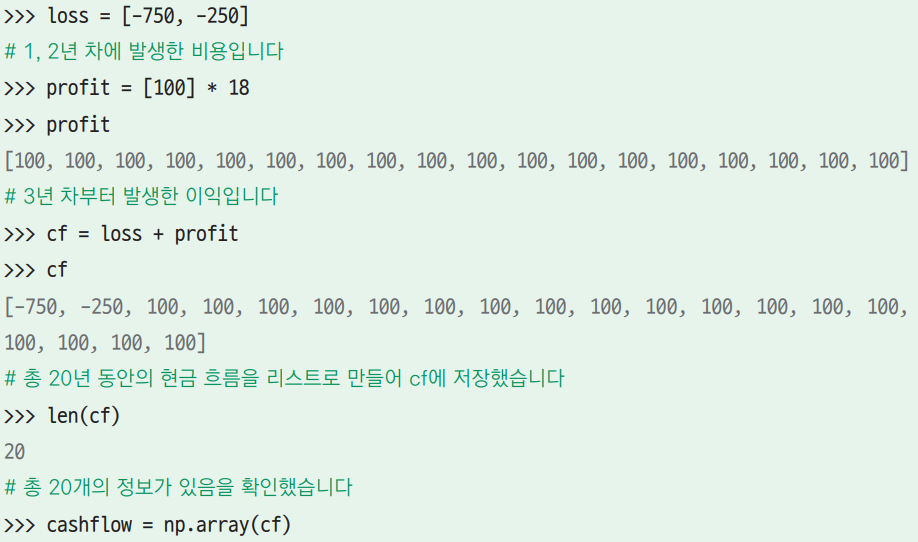 >>> loss = [-750, -250]
# 1, 2년 차에 발생한 비용입니다
>>> profit = [100] * 18
>>> profit
[100, 100, 100, 100, 100, 100, 100, 100, 100, 100, 100, 100, 100, 100, 100, 100, 100, 100]
# 3년 차부터 발생한 이익입니다
>>> cf = loss + profit
>>> cf
[-750, -250, 100, 100, 100, 100, 100, 100, 100, 100, 100, 100, 100, 100, 100, 100,
100, 100, 100, 100]
# 총 20년 동안의 현금 흐름을 리스트로 만들어 cf에 저장했습니다
>>> len(cf)
20
# 총 20개의 정보가 있음을 확인했습니다
>>> cashflow = np.array(cf)